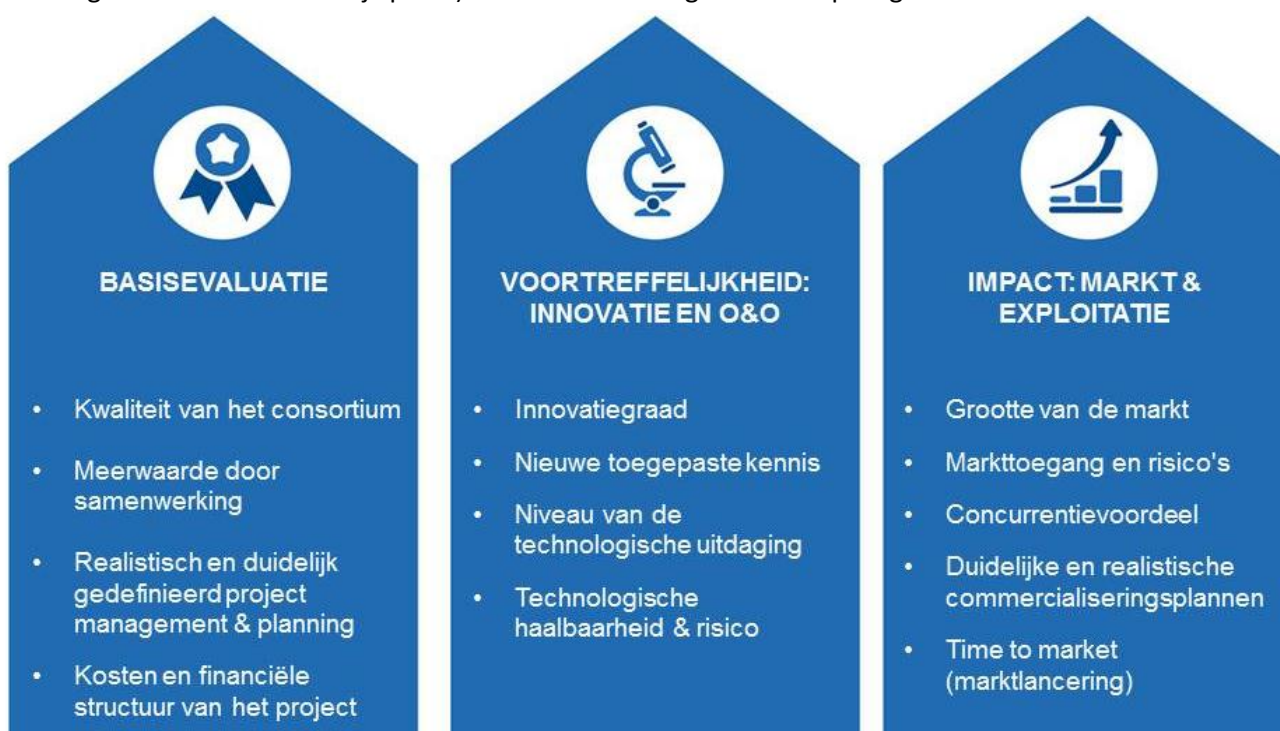 BASISEVALUATIE
• Kwaliteit van het consortium
• Meerwaarde door
samenwerking
• Realistisch en duidelijk
gedefinieerd project
management & planning
• Kosten en financiële
structuur van het project
VOORTREFFELIJKHEID:
INNOVATIE EN O&O
• Innovatiegraad
• Nieuwe toegepaste kennis
• Niveau van de
technologische uitdaging
• Technologische
haalbaarheid & risico
IMPACT: MARKT &
EXPLOITATIE
• Grootte van de markt
• Markttoegang en risico's
• Concurrentievoordeel
• Duidelijke en realistische
commercialiseringsplannen
• Time to market
(marktlancering)